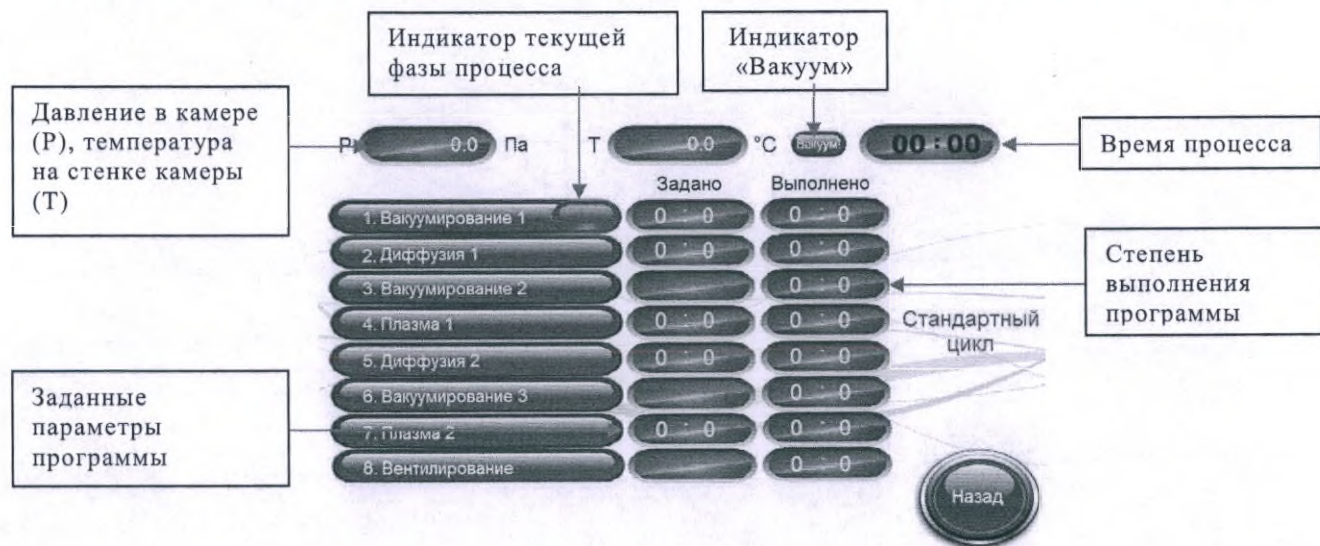 Индикатор текущей
фазы процесса
Индикатор
«Вакуум»
Давление в камере
(Р), температура
на стенке камеры
(Т)
P
0.0
Па
T
0.0
°C
Вакуум
00:00
Время процесса
Задано
Выполнено
1. Вакуумирование 1
0 : 0
0 : 0
2. Диффузия 1
0 : 0
0 : 0
3. Вакуумирование 2
0 : 0
4. Плазма 1
0 : 0
0 : 0
5. Диффузия 2
0 : 0
0 : 0
6. Вакуумирование 3
0 : 0
7. Плазма 2
0 : 0
0 : 0
8. Вентилирование
0 : 0
Степень
выполнения
программы
Стандартный
цикл
Заданные
параметры
программы
Назад